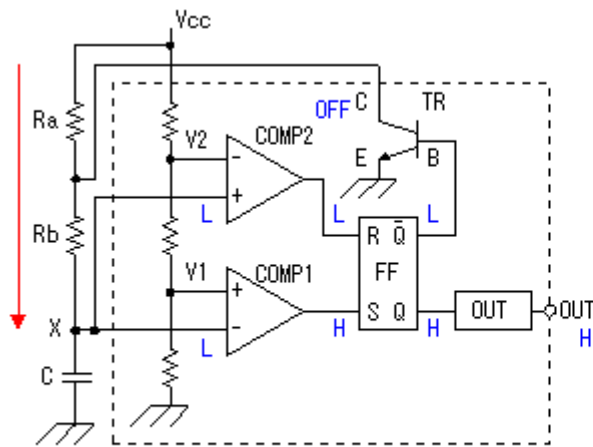 Vcc
Ra
OFF C TR
V2 COMP2
E B
L L L
R Q̅
Rb
V1 COMP1 FF
X S Q OUT OUT
L H H H
C